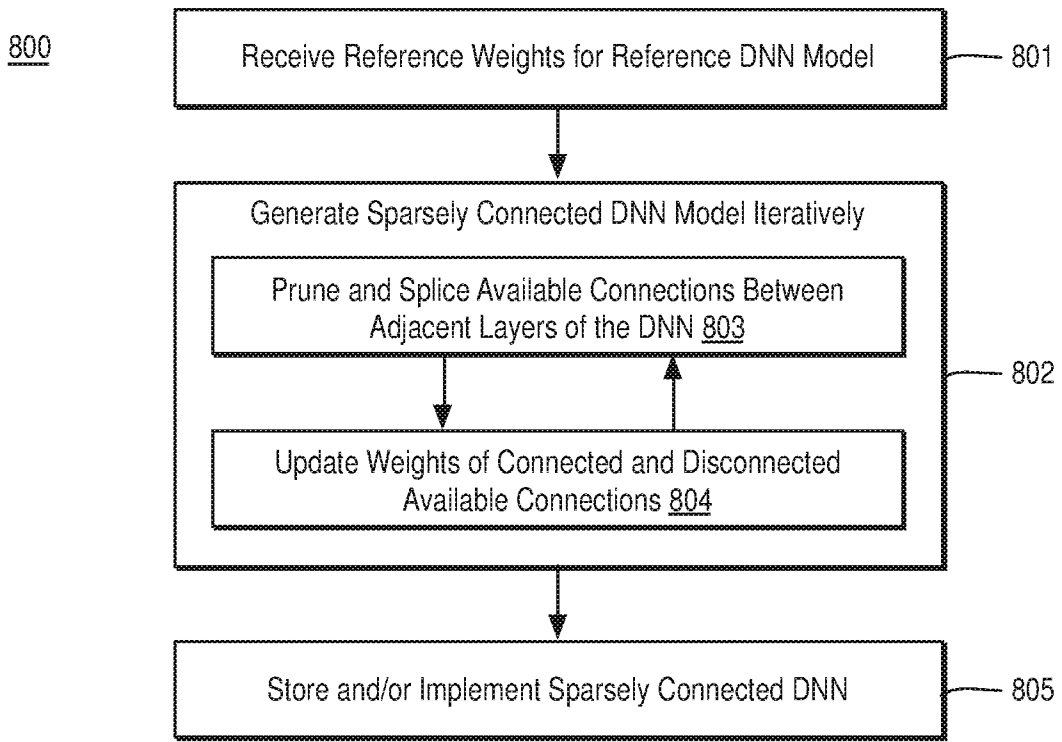 800
Receive Reference Weights for Reference DNN Model
801
Generate Sparsely Connected DNN Model Iteratively
Prune and Splice Available Connections Between
Adjacent Layers of the DNN 803
802
Update Weights of Connected and Disconnected
Available Connections 804
Store and/or Implement Sparsely Connected DNN
805